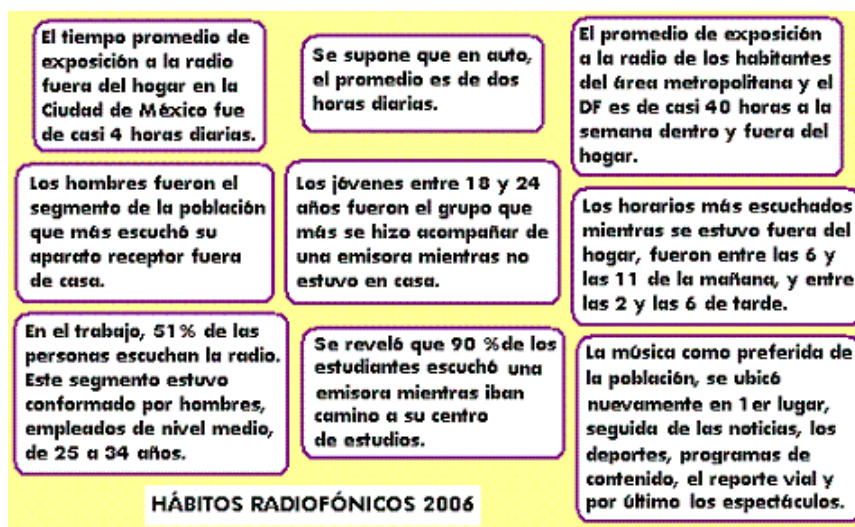 El tiempo promedio de
exposición a la radio
fuera del hogar en la
Ciudad de México fue
de casi 4 horas diarias.
Se supone que en auto,
el promedio es de dos
horas diarias.
El promedio de exposición
a la radio de los habitantes
del área metropolitana y el
DF es de casi 40 horas a la
semana dentro y fuera del
hogar.
Los hombres fueron el
segmento de la población
que más escuchó su
aparato receptor fuera
de casa.
Los jóvenes entre 18 y 24
años fueron el grupo que
más se hizo acompañar de
una emisora mientras no
estuvo en casa.
Los horarios más escuchados
mientras se estuvo fuera del
hogar, fueron entre las 6 y
las 11 de la mañana, y entre
las 2 y las 6 de tarde.
En el trabajo, 51% de las
personas escuchan la radio.
Este segmento estuvo
conformado por hombres,
empleados de nivel medio,
de 25 a 34 años.
Se reveló que 90 % de los
estudiantes escuchó una
emisora mientras iban
camino a su centro
de estudios.
La música como preferida de
la población, se ubicó
nuevamente en 1er lugar,
seguida de las noticias, los
deportes, programas de
contenido, el reporte vial y
por último los espectáculos.
HÁBITOS RADIOFÓNICOS 2006